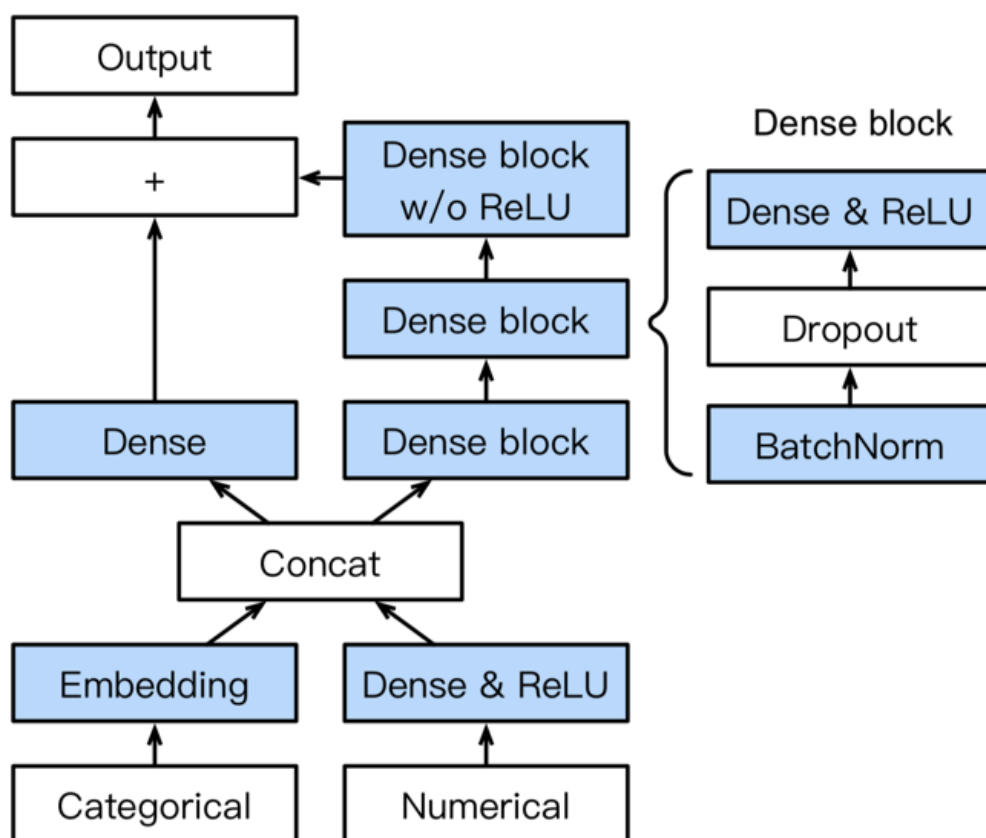 Output
+
Dense block
w/o ReLU
Dense block
Dense
Dense block
Concat
Embedding
Dense & ReLU
Categorical
Numerical
Dense block
Dense & ReLU
Dropout
BatchNorm